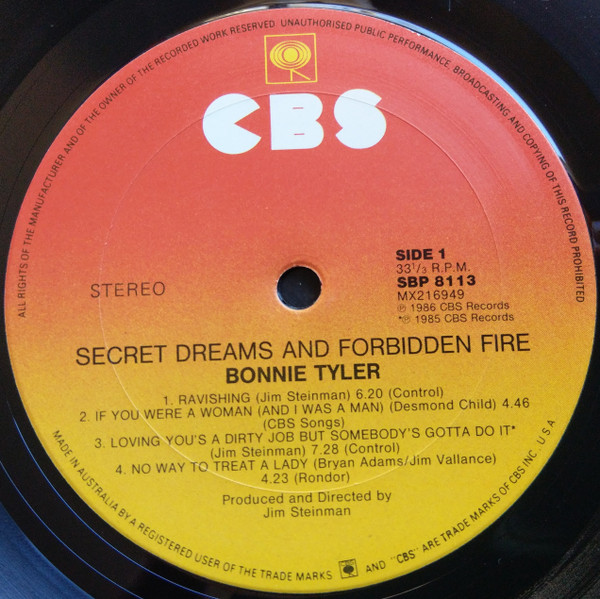 ALL RIGHTS OF THE MANUFACTURER AND OF THE OWNER OF THE RECORDED WORK RESERVED. UNAUTHORISED PUBLIC PERFORMANCE, BROADCASTING AND COPYING OF THIS RECORD PROHIBITED
CBS
STEREO
SIDE 1
33 1/3 R.P.M.
SBP 8113
MX216949
℗ 1986 CBS Records
*℗ 1985 CBS Records
SECRET DREAMS AND FORBIDDEN FIRE
BONNIE TYLER
1. RAVISHING (Jim Steinman) 6.20 (Control)
2. IF YOU WERE A WOMAN (AND I WAS A MAN) (Desmond Child) 4.46
(CBS Songs)
3. LOVING YOU'S A DIRTY JOB BUT SOMEBODY'S GOTTA DO IT*
(Jim Steinman) 7.28 (Control)
4. NO WAY TO TREAT A LADY (Bryan Adams/Jim Vallance)
4.23 (Rondor)
Produced and Directed by
Jim Steinman
MADE IN AUSTRALIA BY A REGISTERED USER OF THE TRADE MARKS AND "CBS" ARE TRADE MARKS OF CBS INC. USA